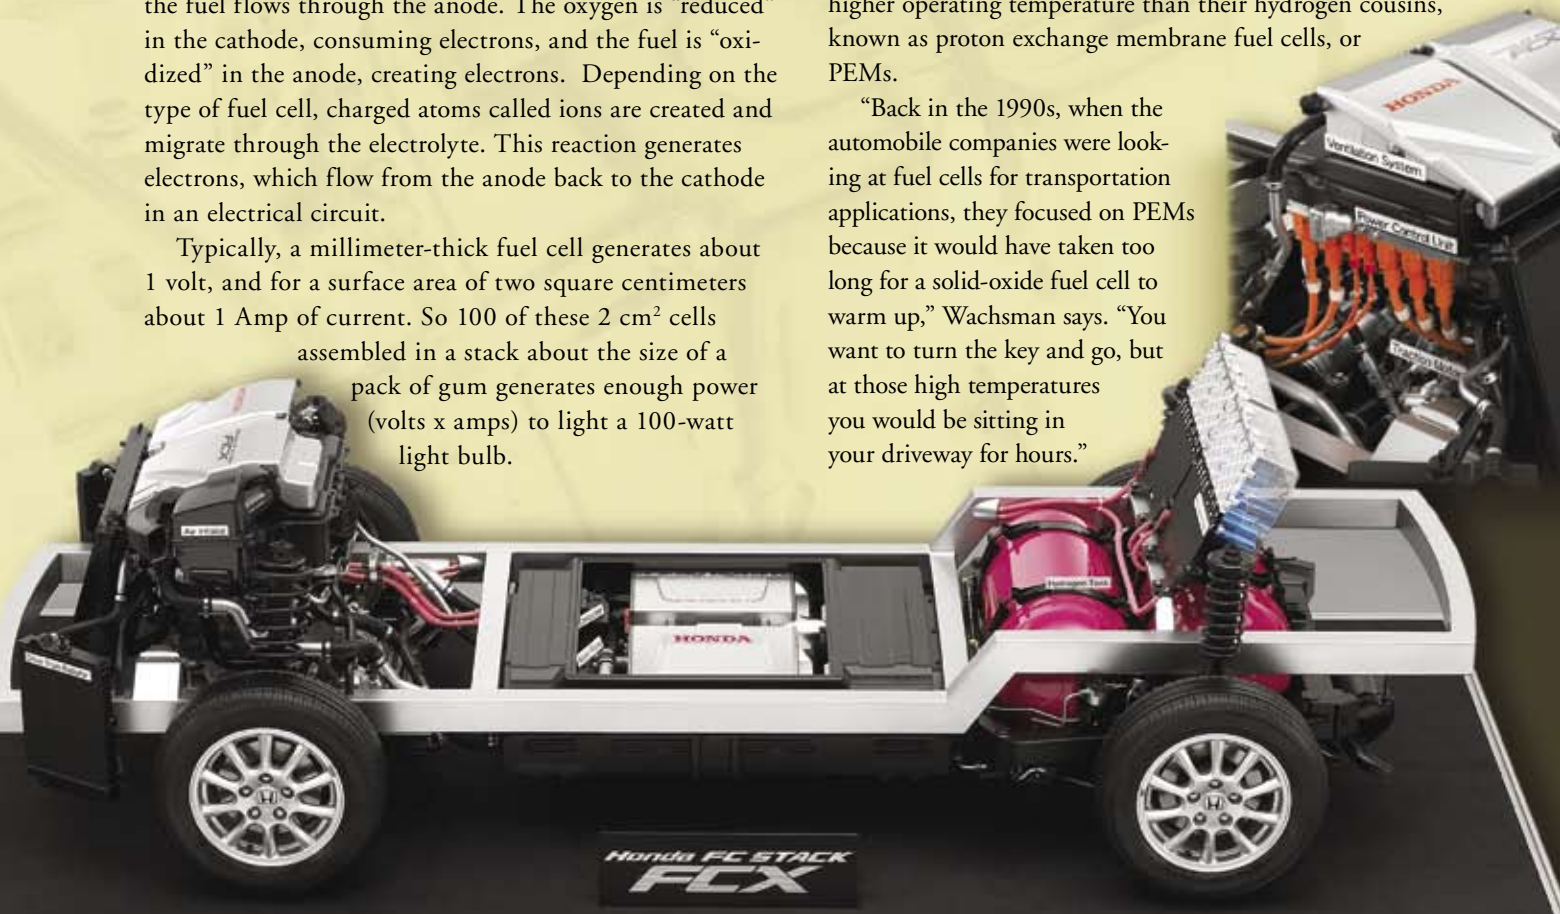 the fuel flows through the anode. The oxygen is “reduced”
in the cathode, consuming electrons, and the fuel is “oxi-
dized” in the anode, creating electrons.  Depending on the
type of fuel cell, charged atoms called ions are created and
migrate through the electrolyte. This reaction generates
electrons, which flow from the anode back to the cathode
in an electrical circuit.
Typically, a millimeter-thick fuel cell generates about
1 volt, and for a surface area of two square centimeters
about 1 Amp of current. So 100 of these 2 cm² cells
assembled in a stack about the size of a
pack of gum generates enough power
(volts x amps) to light a 100-watt
light bulb.
higher operating temperature than their hydrogen cousins,
known as proton exchange membrane fuel cells, or
PEMs.
“Back in the 1990s, when the
automobile companies were look-
ing at fuel cells for transportation
applications, they focused on PEMs
because it would have taken too
long for a solid-oxide fuel cell to
warm up,” Wachsman says. “You
want to turn the key and go, but
at those high temperatures
you would be sitting in
your driveway for hours.”
HONDA
Ventilation System
Power Control Unit
Traction Motor
FCX
Air Intake
Hydrogen Tank
HONDA
Honda FC STACK
FCX